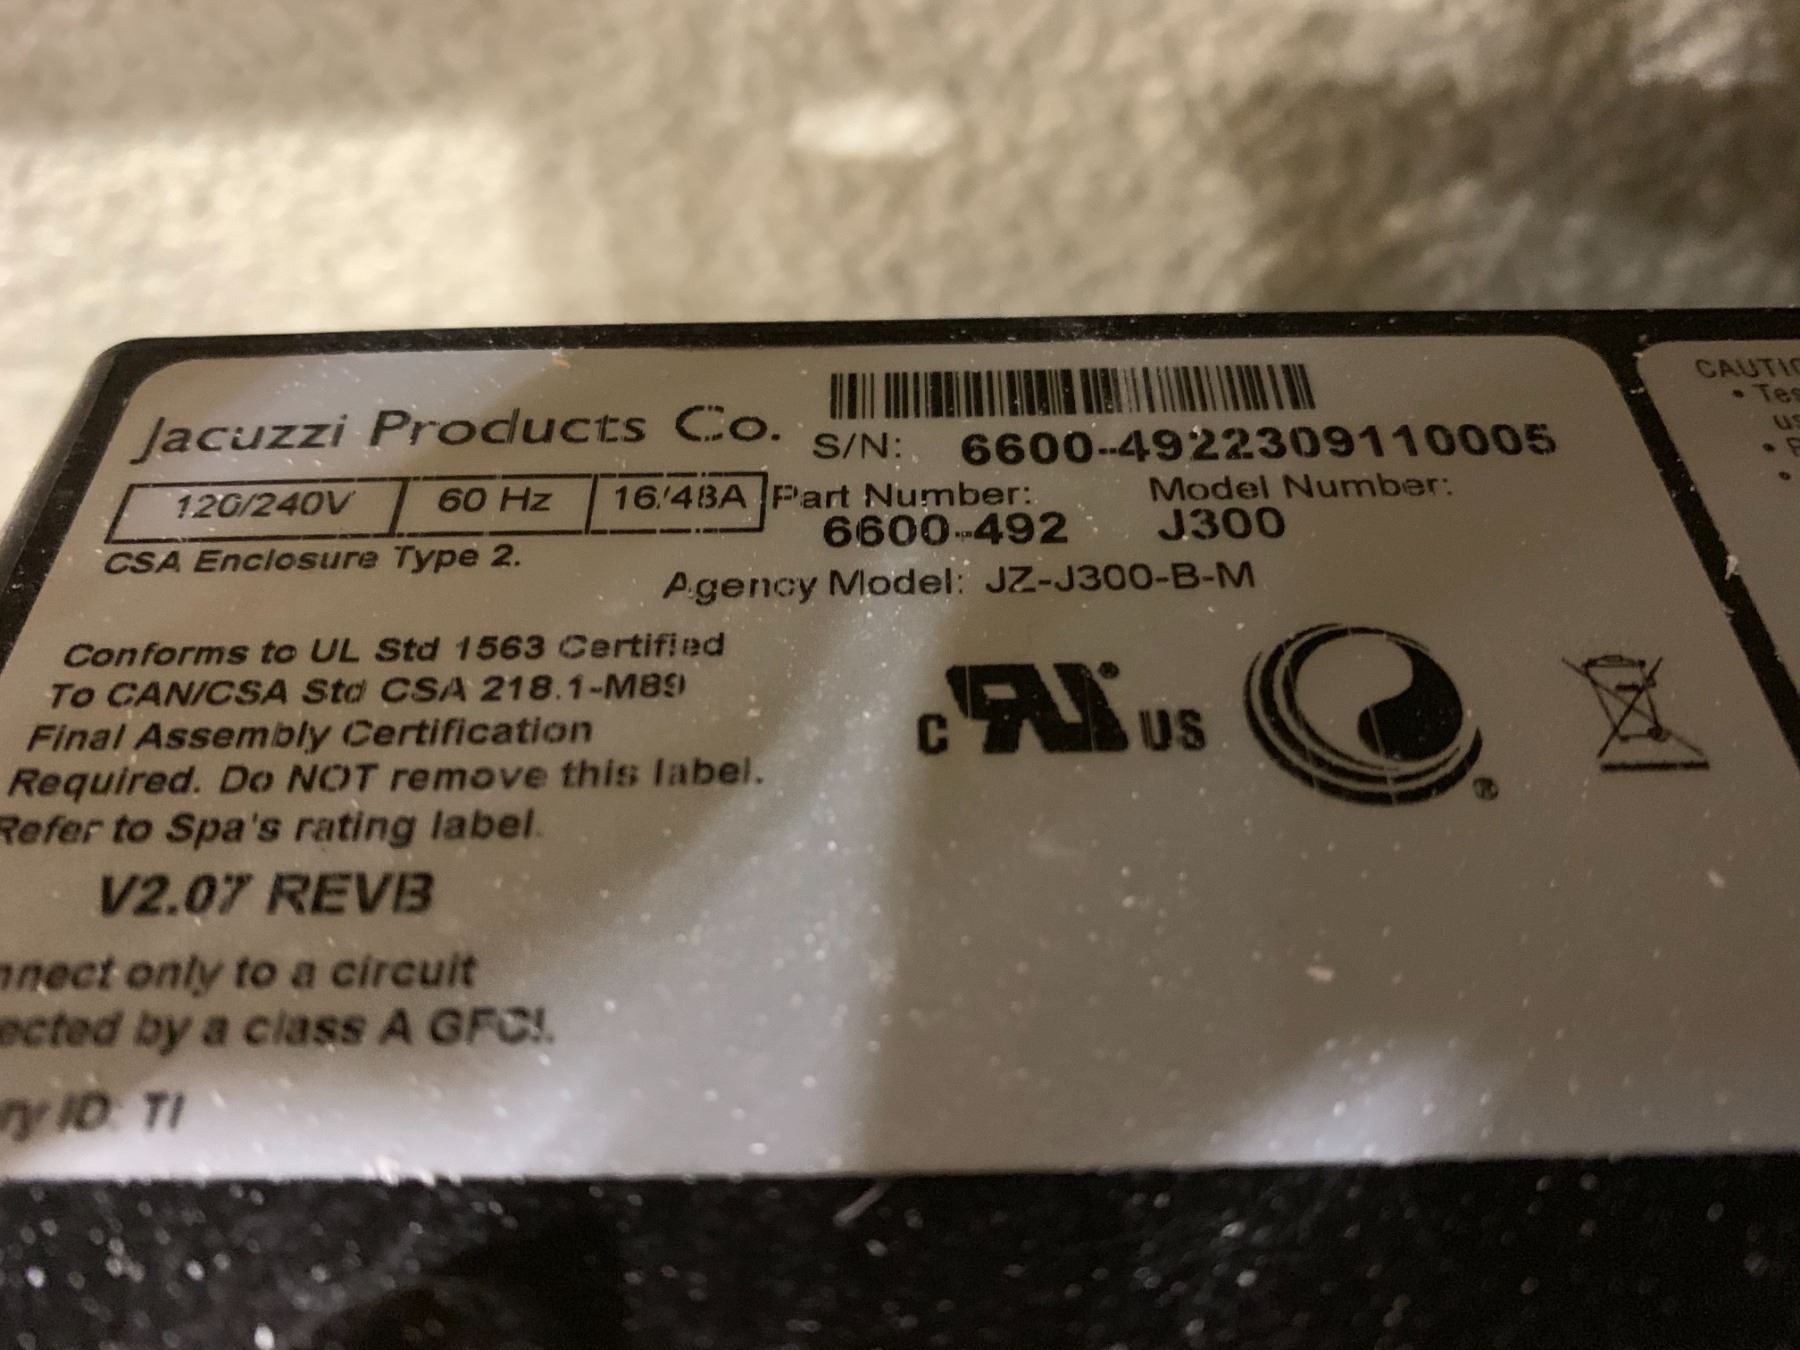 Jacuzzi Products Co.
S/N: 6600-4922309110005
120/240V 60 Hz 16/48A
Part Number: Model Number:
6600-492 J300
CSA Enclosure Type 2.
Agency Model: JZ-J300-B-M
Conforms to UL Std 1563 Certified
To CAN/CSA Std CSA 218.1-M89
Final Assembly Certification
Required. Do NOT remove this label.
Refer to Spa's rating label.
C RU ® US
®
V2.07 REVB
nnect only to a circuit
ected by a class A GFCI.
ry ID: TI
CAUTIO
• Tes
us